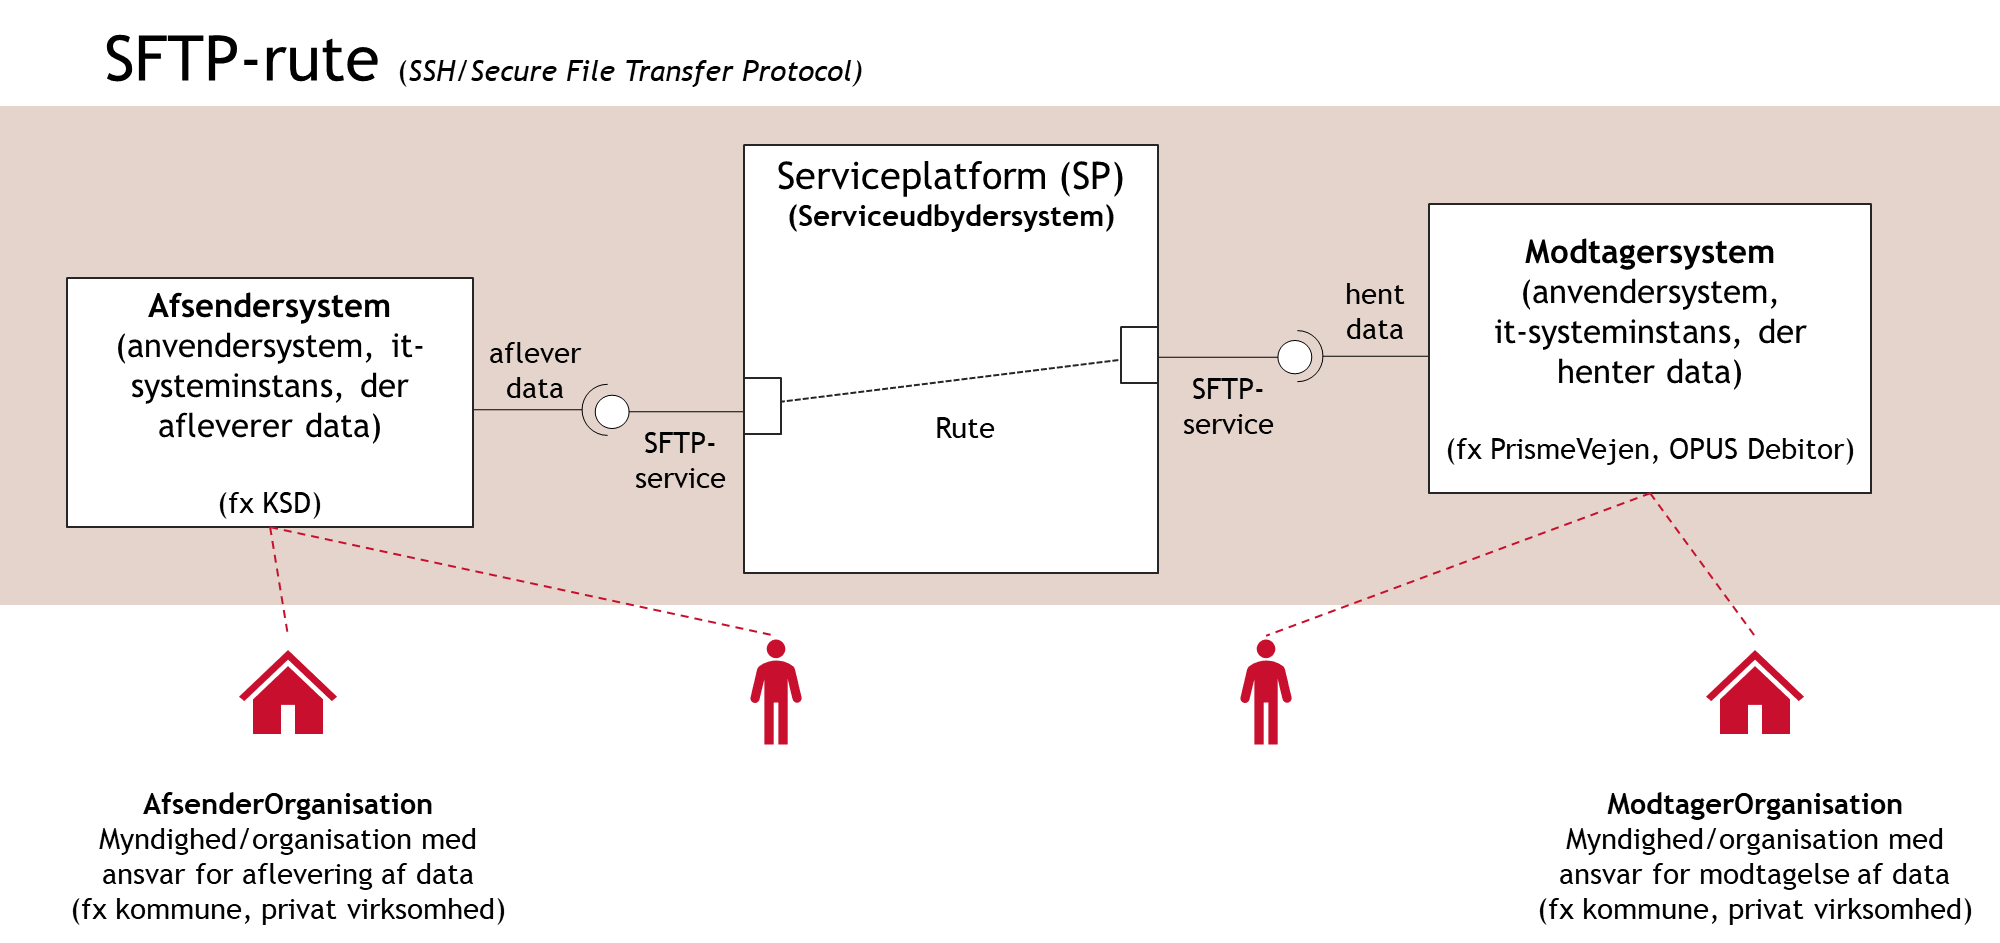 SFTP-rute (SSH/Secure File Transfer Protocol)
Serviceplatform (SP)
(Serviceudbydersystem)
Afsendersystem
(anvendersystem, it-
systeminstans, der
afleverer data)
(fx KSD)
aflever
data
SFTP-
service
Rute
SFTP-
service
hent
data
Modtagersystem
(anvendersystem,
it-systeminstans, der
henter data)
(fx PrismeVejen, OPUS Debitor)
AfsenderOrganisation
Myndighed/organisation med
ansvar for aflevering af data
(fx kommune, privat virksomhed)
ModtagerOrganisation
Myndighed/organisation med
ansvar for modtagelse af data
(fx kommune, privat virksomhed)